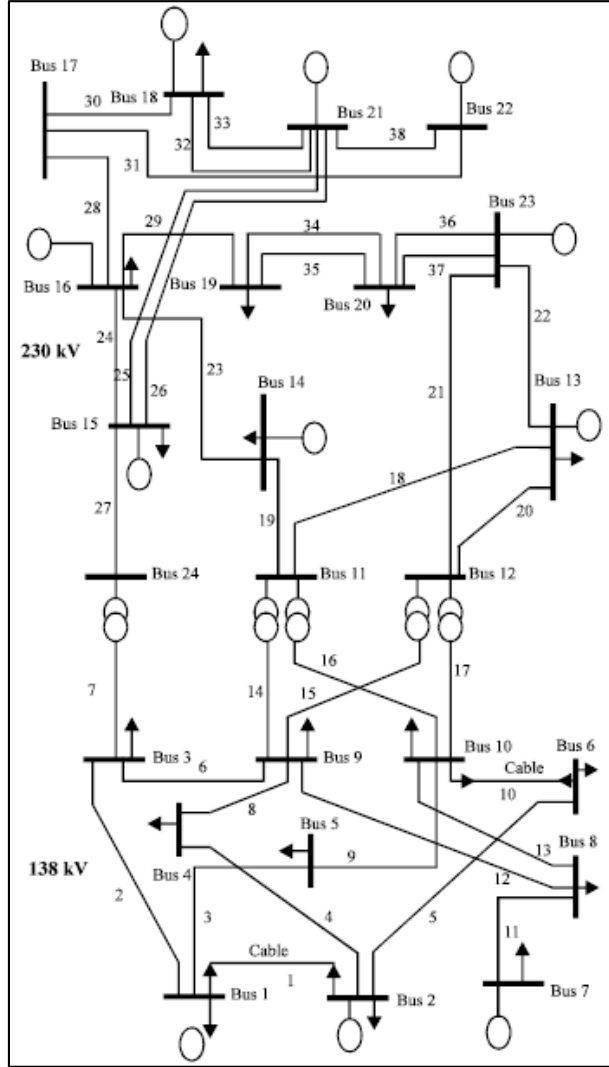 Bus 17
30
Bus 18
33
32
Bus 21
38
Bus 22
31
28
29
34
36
Bus 23
Bus 16
Bus 19
35
Bus 20
37
22
24
230 kV
25
26
23
Bus 14
21
Bus 13
Bus 15
18
27
19
20
Bus 24
Bus 11
Bus 12
7
14
16
15
17
Bus 3
6
Bus 9
Bus 10
Cable
10
Bus 6
8
Bus 5
9
13
Bus 8
138 kV
Bus 4
12
2
3
4
5
11
Cable
1
Bus 1
Bus 2
Bus 7